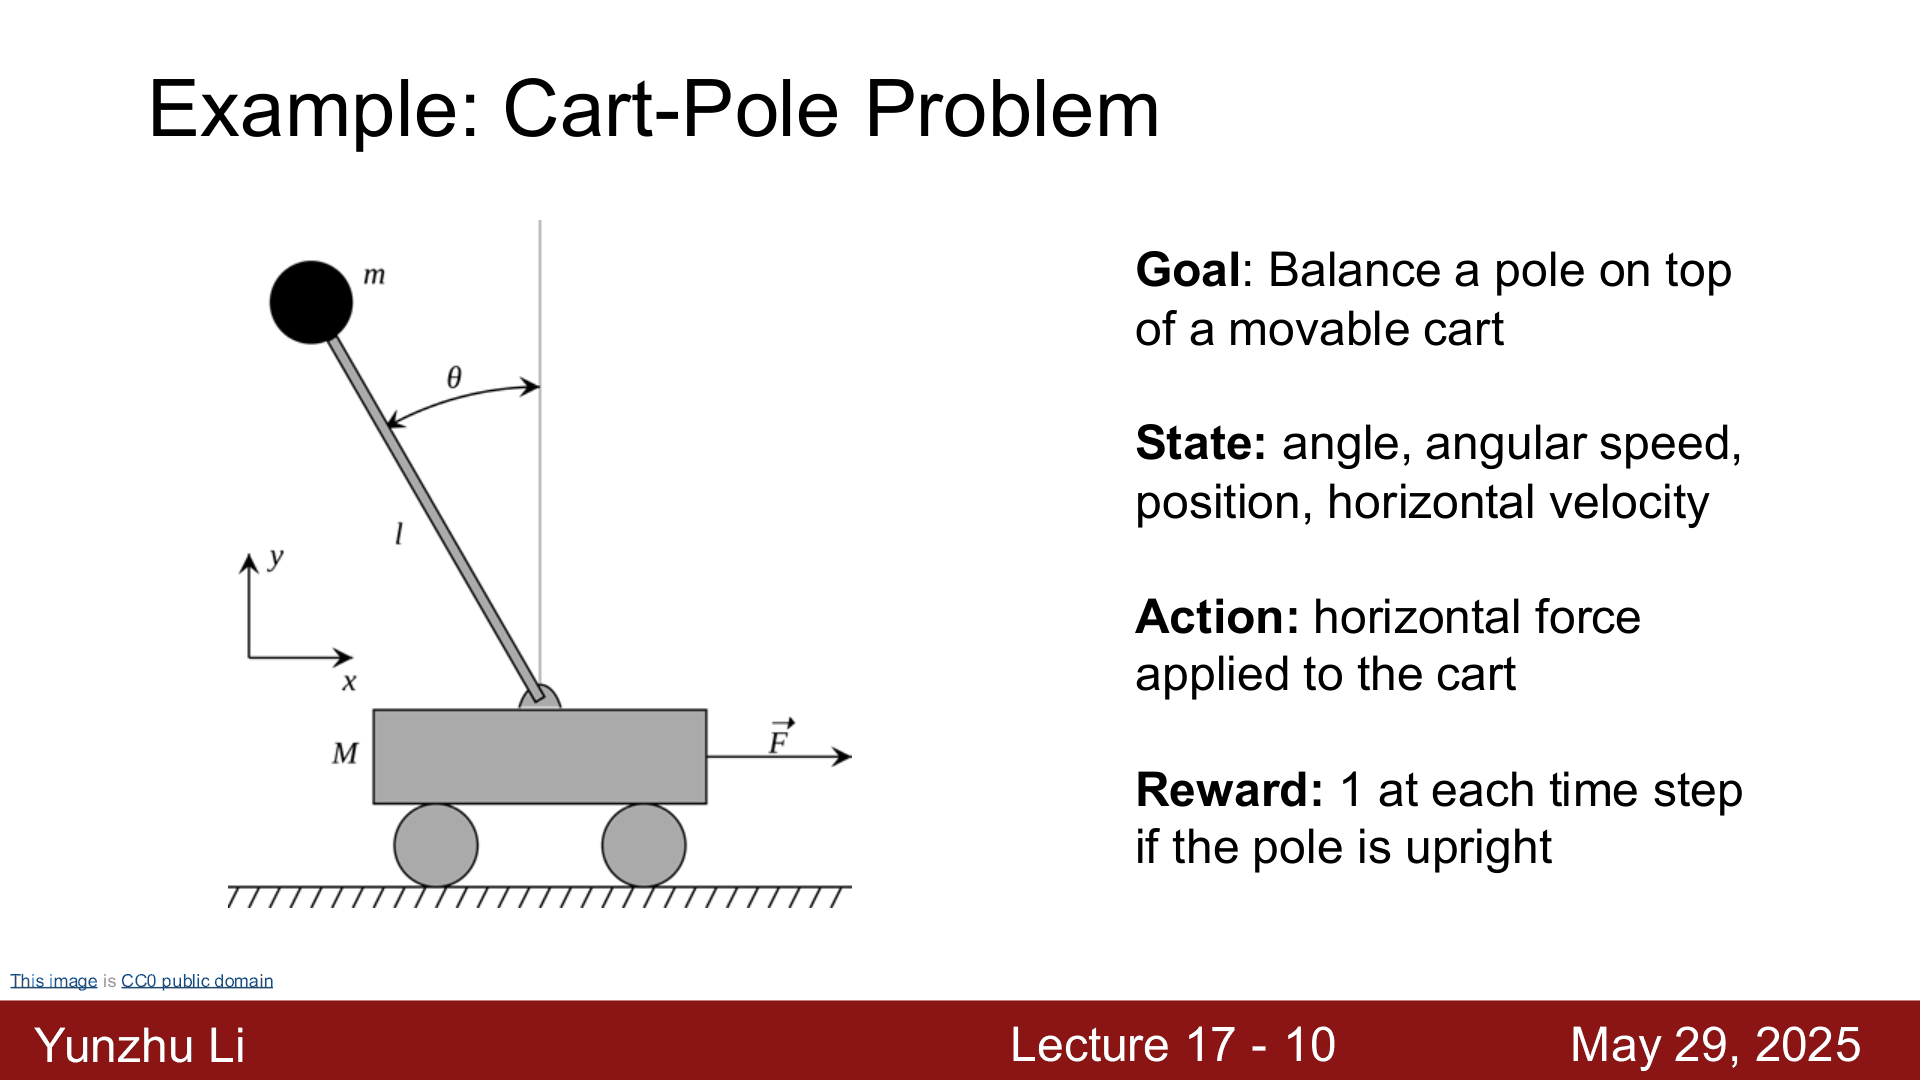 Example: Cart-Pole Problem
m
θ
l
y
x
M
F
Goal: Balance a pole on top
of a movable cart
State: angle, angular speed,
position, horizontal velocity
Action: horizontal force
applied to the cart
Reward: 1 at each time step
if the pole is upright
This image is CC0 public domain
Yunzhu Li
Lecture 17 - 10
May 29, 2025